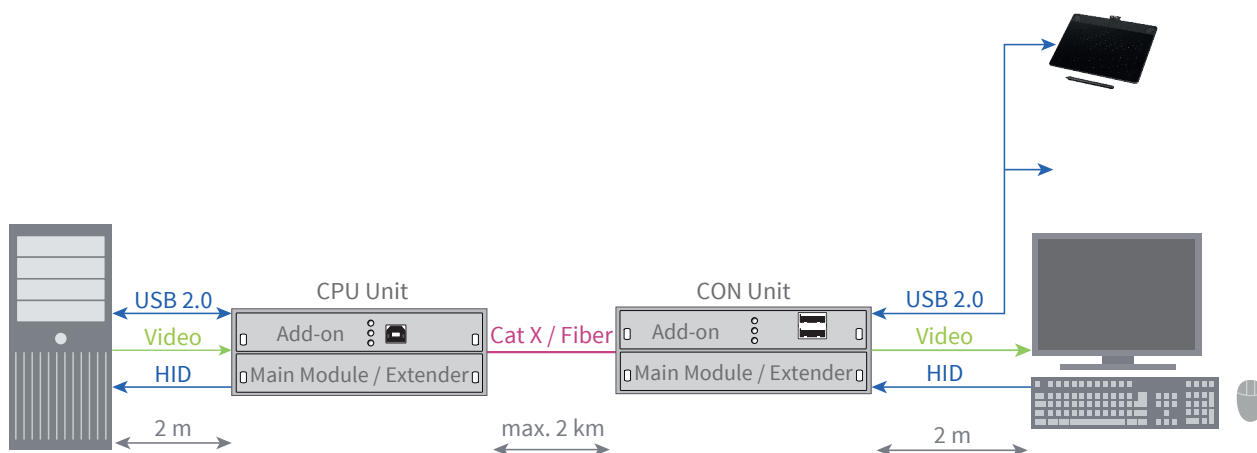 CPU Unit
CON Unit
USB 2.0
Add-on
Add-on
USB 2.0
Video
Cat X / Fiber
Video
HID
Main Module / Extender
Main Module / Extender
HID
2 m
max. 2 km
2 m